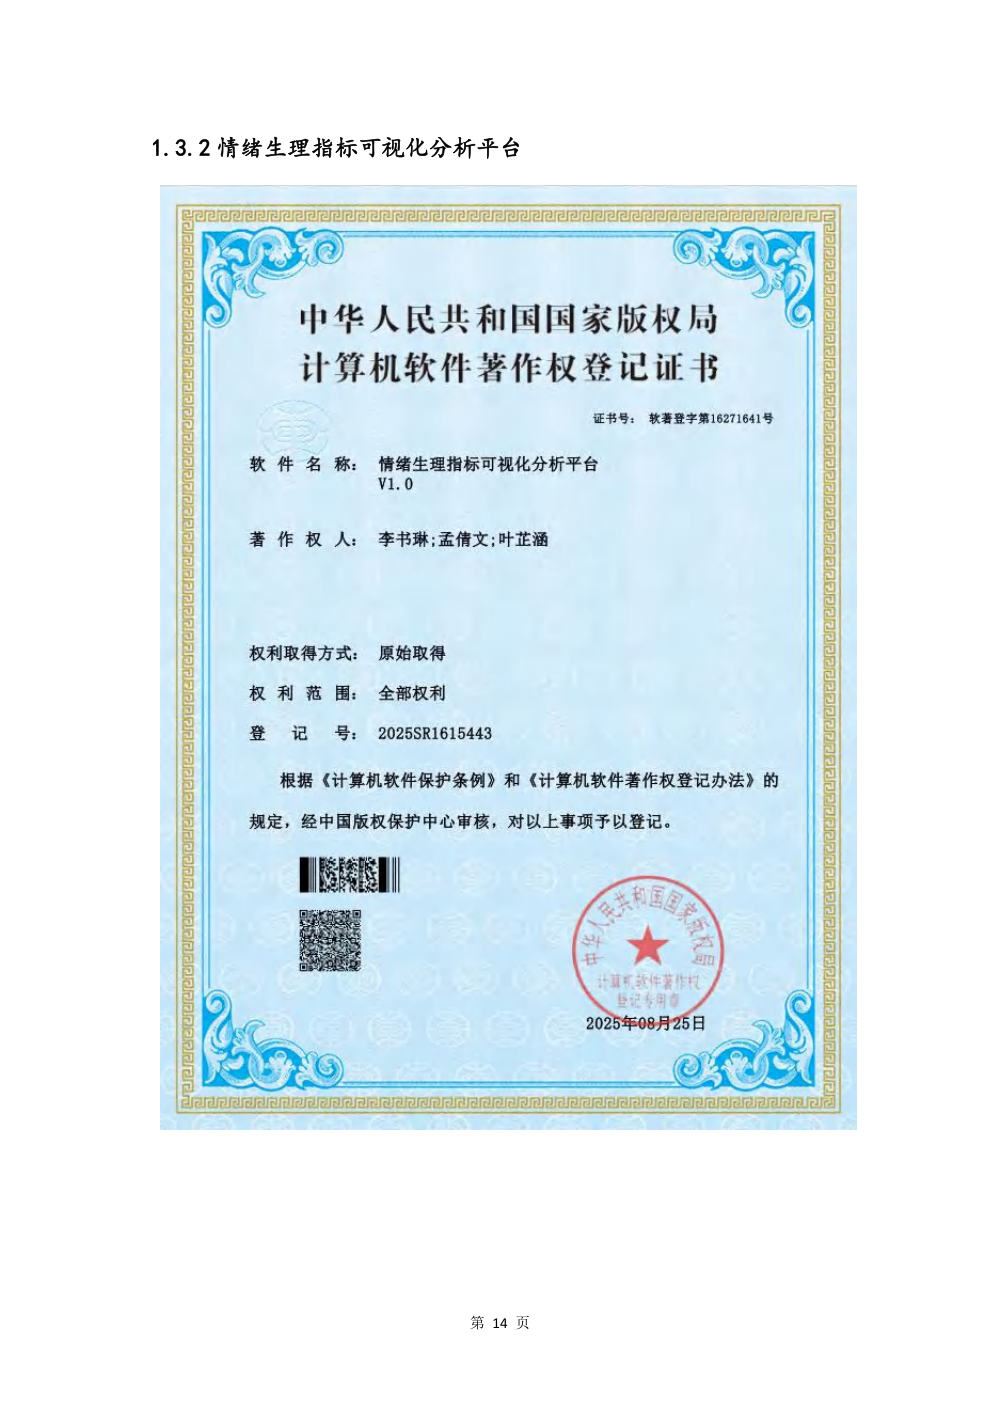 1.3.2情绪生理指标可视化分析平台
中华人民共和国国家版权局
计算机软件著作权登记证书
证书号： 软著登字第16271641号
软件名称： 情绪生理指标可视化分析平台
V1.0
著作权人： 李书琳;孟倩文;叶芷涵
权利取得方式： 原始取得
权利范围： 全部权利
登记号： 2025SR1615443
根据《计算机软件保护条例》和《计算机软件著作权登记办法》的
规定，经中国版权保护中心审核，对以上事项予以登记。
中华人民共和国国家版权局
计算机软件著作权
登记专用章
2025年08月25日
第 14 页